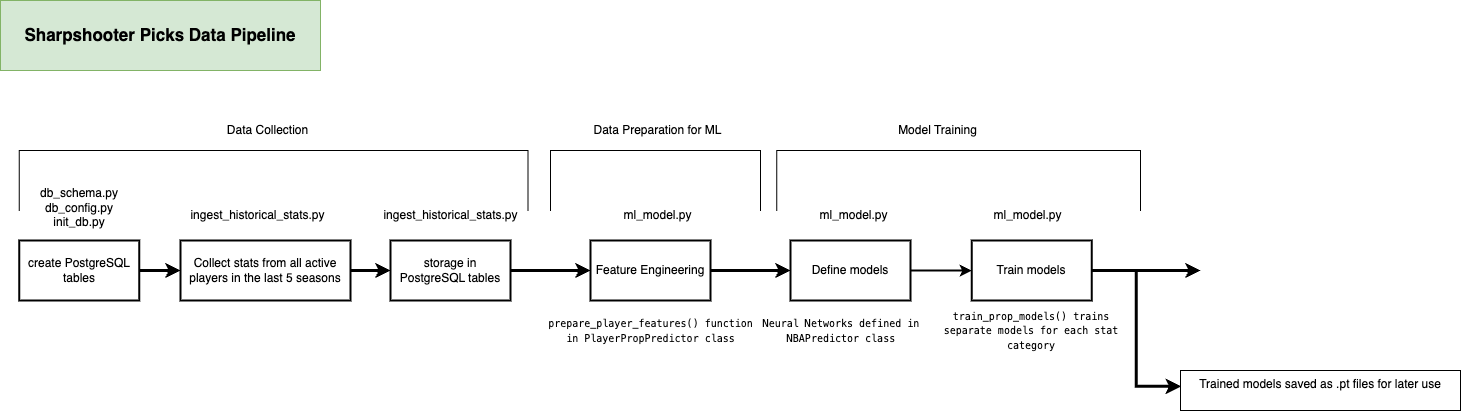 Sharpshooter Picks Data Pipeline
Data Collection
Data Preparation for ML
Model Training
db_schema.py
db_config.py
init_db.py
ingest_historical_stats.py
ingest_historical_stats.py
ml_model.py
ml_model.py
ml_model.py
create PostgreSQL
tables
Collect stats from all active
players in the last 5 seasons
storage in
PostgreSQL tables
Feature Engineering
Define models
Train models
prepare_player_features() function
in PlayerPropPredictor class
Neural Networks defined in
NBAPredictor class
train_prop_models() trains
separate models for each stat
category
Trained models saved as .pt files for later use